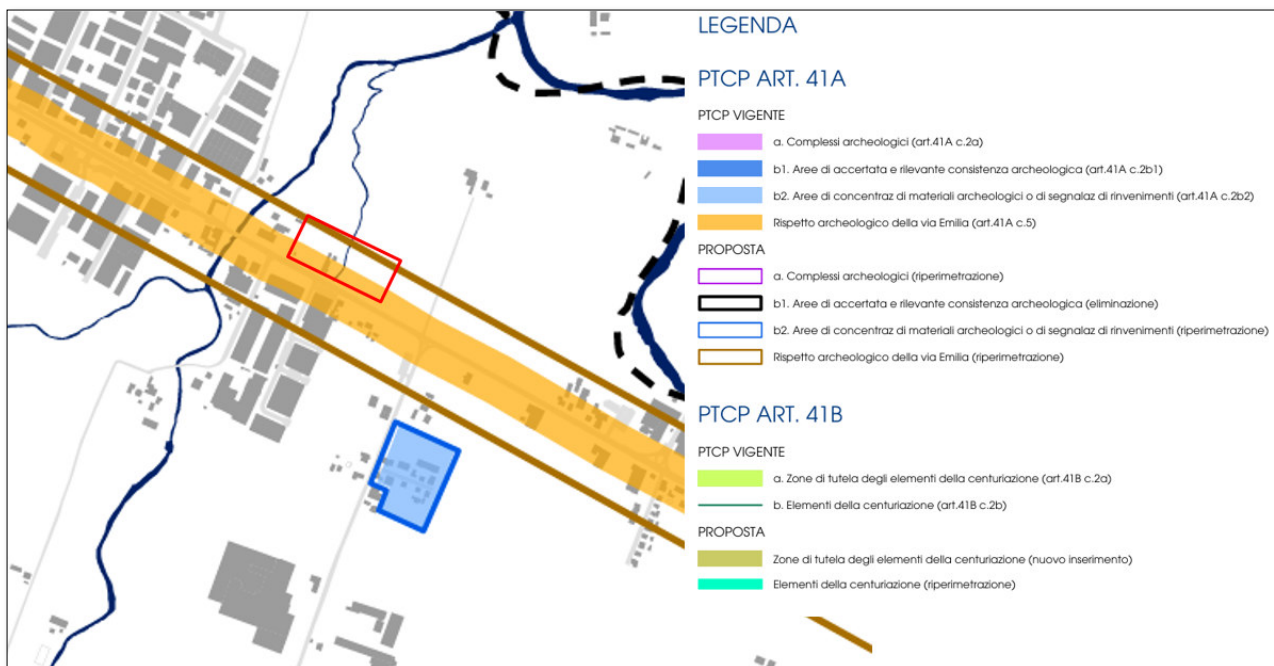 LEGENDA
PTCP ART. 41A
PTCP VIGENTE
a. Complessi archeologici (art.41A c.2a)
b1. Aree di accertata e rilevante consistenza archeologica (art.41A c.2b1)
b2. Aree di concentraz di materiali archeologici o di segnalaz di rinvenimenti (art.41A c.2b2)
Rispetto archeologico della via Emilia (art.41A c.5)
PROPOSTA
a. Complessi archeologici (riperimetrazione)
b1. Aree di accertata e rilevante consistenza archeologica (eliminazione)
b2. Aree di concentraz di materiali archeologici o di segnalaz di rinvenimenti (riperimetrazione)
Rispetto archeologico della via Emilia (riperimetrazione)
PTCP ART. 41B
PTCP VIGENTE
a. Zone di tutela degli elementi della centuriazione (art.41B c.2a)
b. Elementi della centuriazione (art.41B c.2b)
PROPOSTA
Zone di tutela degli elementi della centuriazione (nuovo inserimento)
Elementi della centuriazione (riperimetrazione)